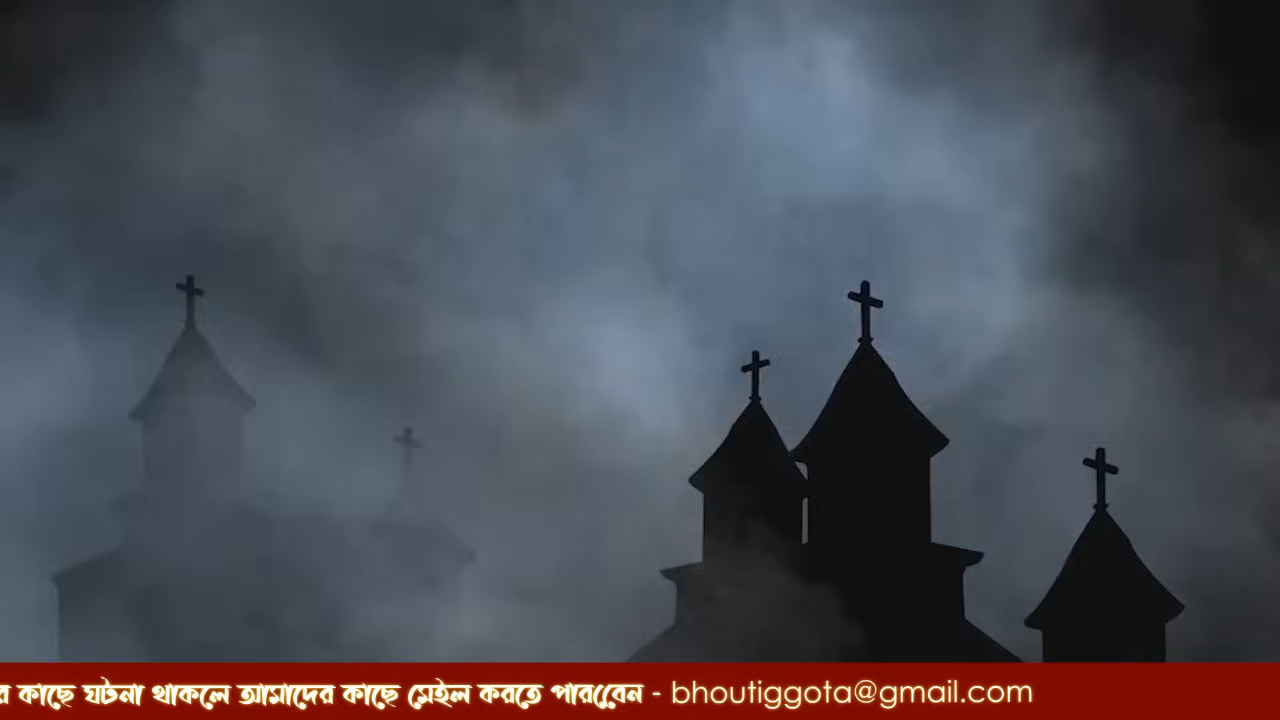 র কাছে ঘটনা থাকলে আমাদের কাছে মেইল করতে পারবেেন - bhoutiggota@gmail.com